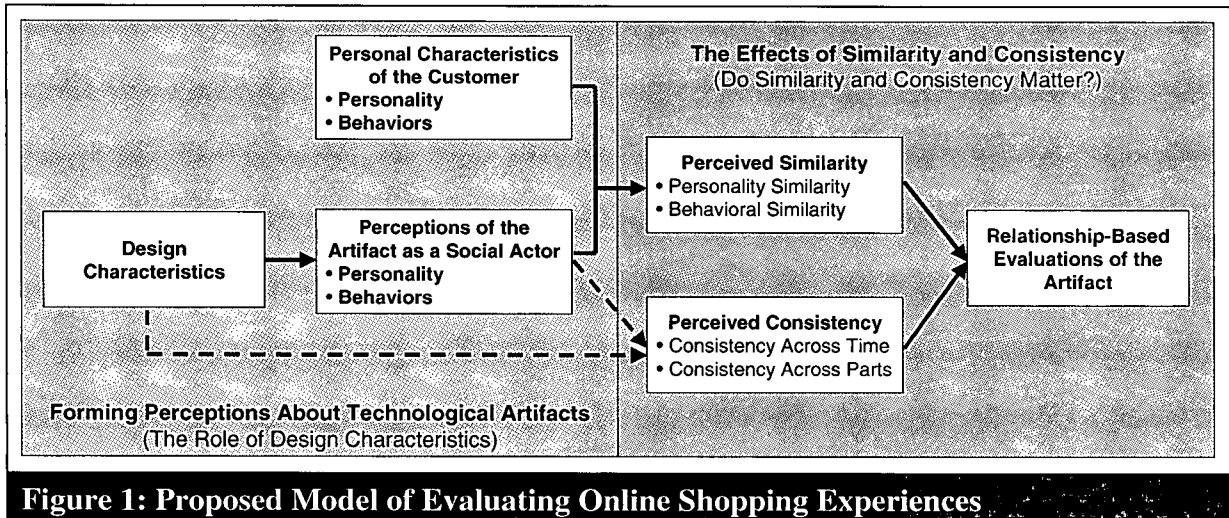 Personal Characteristics
of the Customer
• Personality
• Behaviors
The Effects of Similarity and Consistency
(Do Similarity and Consistency Matter?)
Design
Characteristics
Perceptions of the
Artifact as a Social Actor
• Personality
• Behaviors
Perceived Similarity
• Personality Similarity
• Behavioral Similarity
Perceived Consistency
• Consistency Across Time
• Consistency Across Parts
Relationship-Based
Evaluations of the
Artifact
Forming Perceptions About Technological Artifacts
(The Role of Design Characteristics)
Figure 1: Proposed Model of Evaluating Online Shopping Experiences